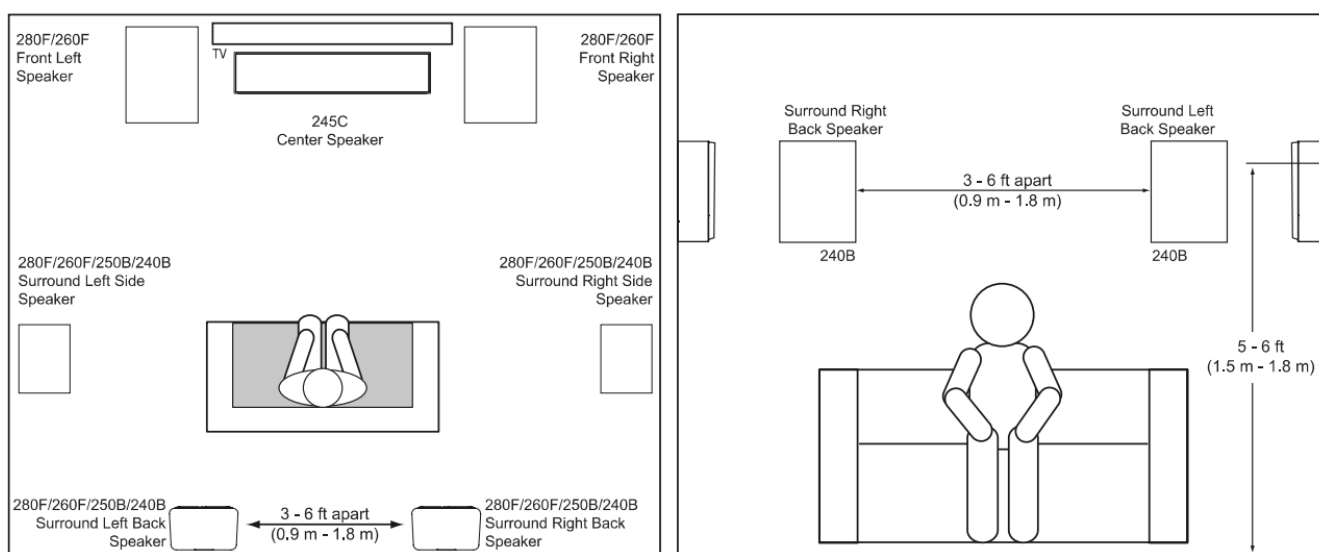 280F/260F
Front Left
Speaker
TV
280F/260F
Front Right
Speaker
245C
Center Speaker
280F/260F/250B/240B
Surround Left Side
Speaker
280F/260F/250B/240B
Surround Right Side
Speaker
280F/260F/250B/240B
Surround Left Back
Speaker
3 - 6 ft apart
(0.9 m - 1.8 m)
280F/260F/250B/240B
Surround Right Back
Speaker
Surround Right
Back Speaker
Surround Left
Back Speaker
3 - 6 ft apart
(0.9 m - 1.8 m)
240B
240B
5 - 6 ft
(1.5 m - 1.8 m)